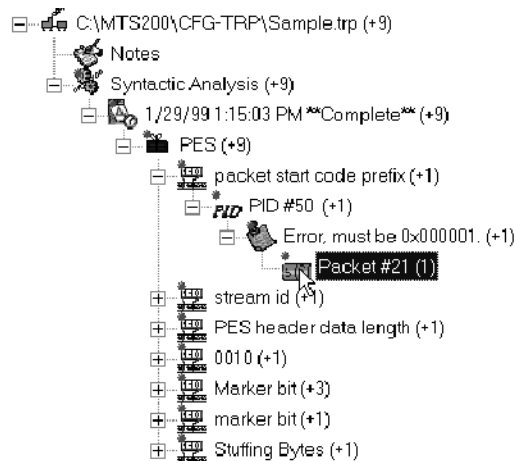 C:\MTS200\CFG-TRP\Sample.trp (+9)
Notes
Syntactic Analysis (+9)
1/29/99 1:15:03 PM **Complete** (+9)
PES (+9)
packet start code prefix (+1)
PID PID #50 (+1)
Error, must be 0x000001. (+1)
Packet #21 (1)
stream id (+1)
PES header data length (+1)
0010 (+1)
Marker bit (+3)
marker bit (+1)
Stuffing Bytes (+1)